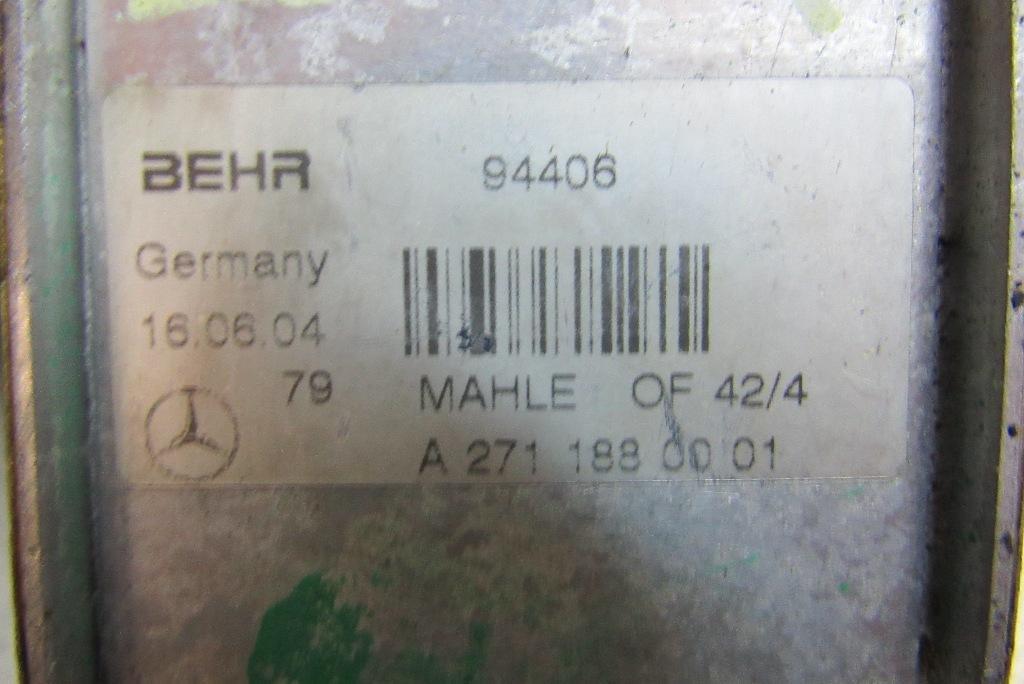 BEHR 94406
Germany
16.06.04
79 MAHLE OF 42/4
A 271 188 00 01